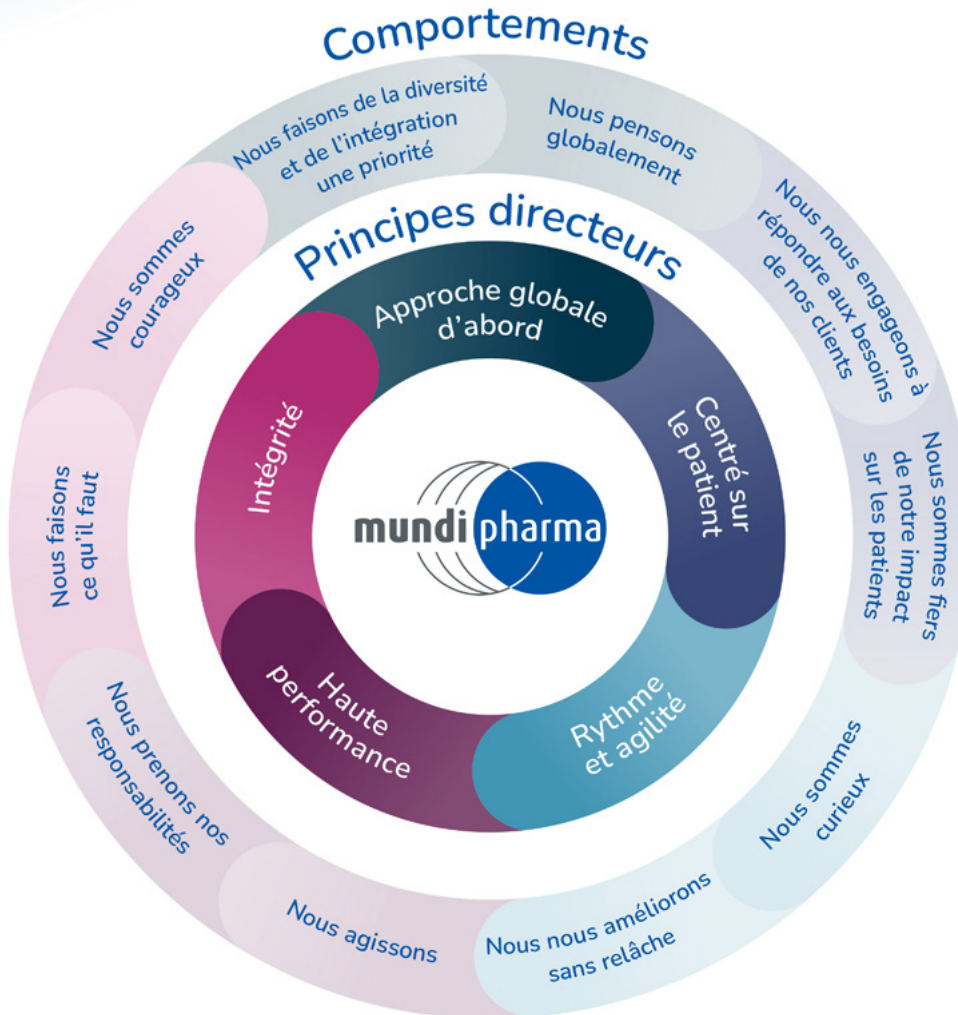 Comportements
Nous faisons de la diversité
et de l'intégration
une priorité
Nous pensons
globalement
Nous nous engageons à
répondre aux besoins
de nos clients
Nous sommes fiers
de notre impact
sur les patients
Nous sommes
curieux
Nous nous améliorons
sans relâche
Nous agissons
Nous prenons nos
responsabilités
Nous faisons
ce qu'il faut
Nous sommes
courageux
Principes directeurs
Approche globale
d'abord
Centré sur
le patient
Rythme
et agilité
Haute
performance
Intégrité
mundipharma